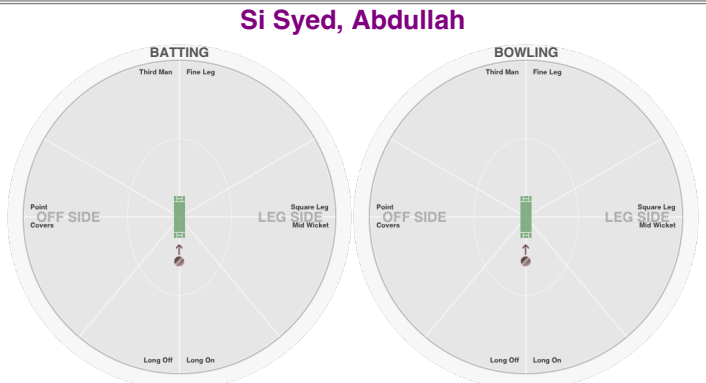 Si Syed, Abdullah
BATTING
Third Man Fine Leg
Point
OFF SIDE
Covers
Square Leg
LEG SIDE
Mid Wicket
Long Off Long On
BOWLING
Third Man Fine Leg
Point
OFF SIDE
Covers
Square Leg
LEG SIDE
Mid Wicket
Long Off Long On